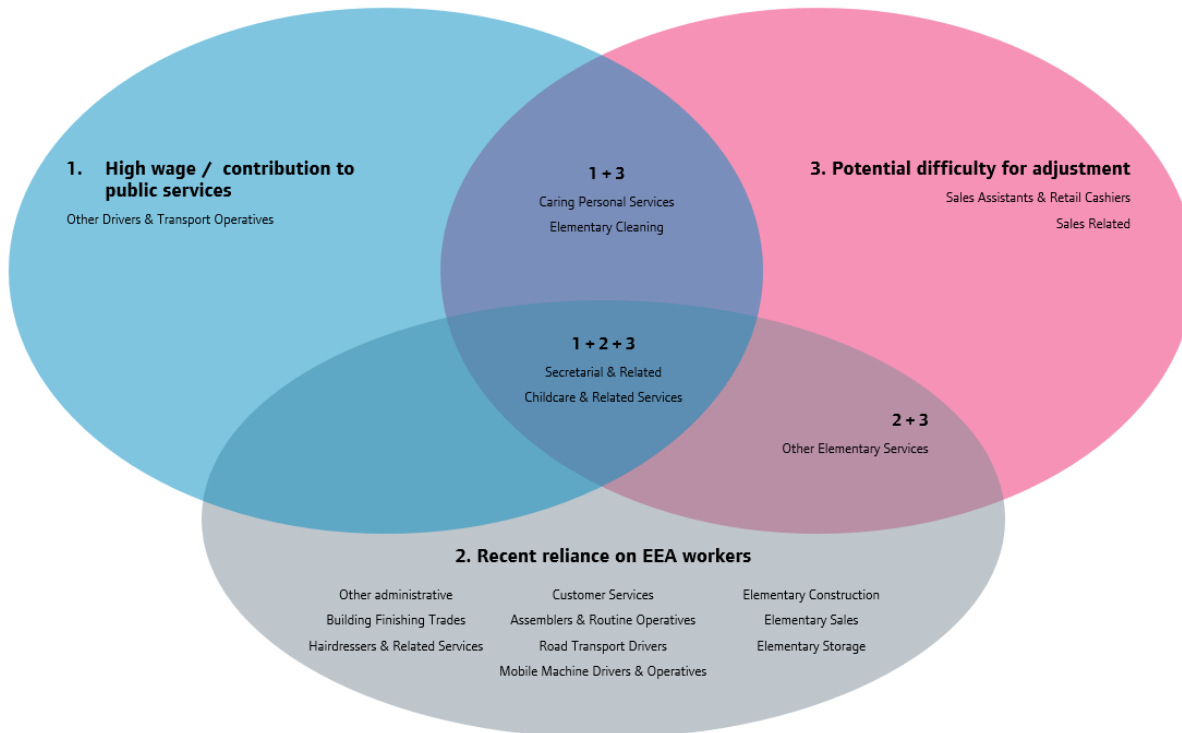 1. High wage / contribution to
public services
Other Drivers & Transport Operatives
1 + 3
Caring Personal Services
Elementary Cleaning
3. Potential difficulty for adjustment
Sales Assistants & Retail Cashiers
Sales Related
1 + 2 + 3
Secretarial & Related
Childcare & Related Services
2 + 3
Other Elementary Services
2. Recent reliance on EEA workers
Other administrative
Building Finishing Trades
Hairdressers & Related Services
Customer Services
Assemblers & Routine Operatives
Road Transport Drivers
Mobile Machine Drivers & Operatives
Elementary Construction
Elementary Sales
Elementary Storage